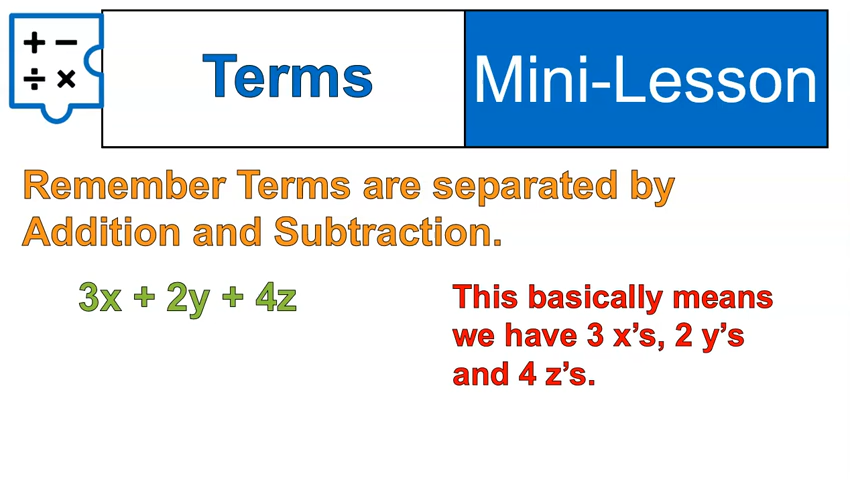 + −
÷ ×
Terms
Mini-Lesson
Remember Terms are separated by
Addition and Subtraction.
3x + 2y + 4z
This basically means
we have 3 x’s, 2 y’s
and 4 z’s.